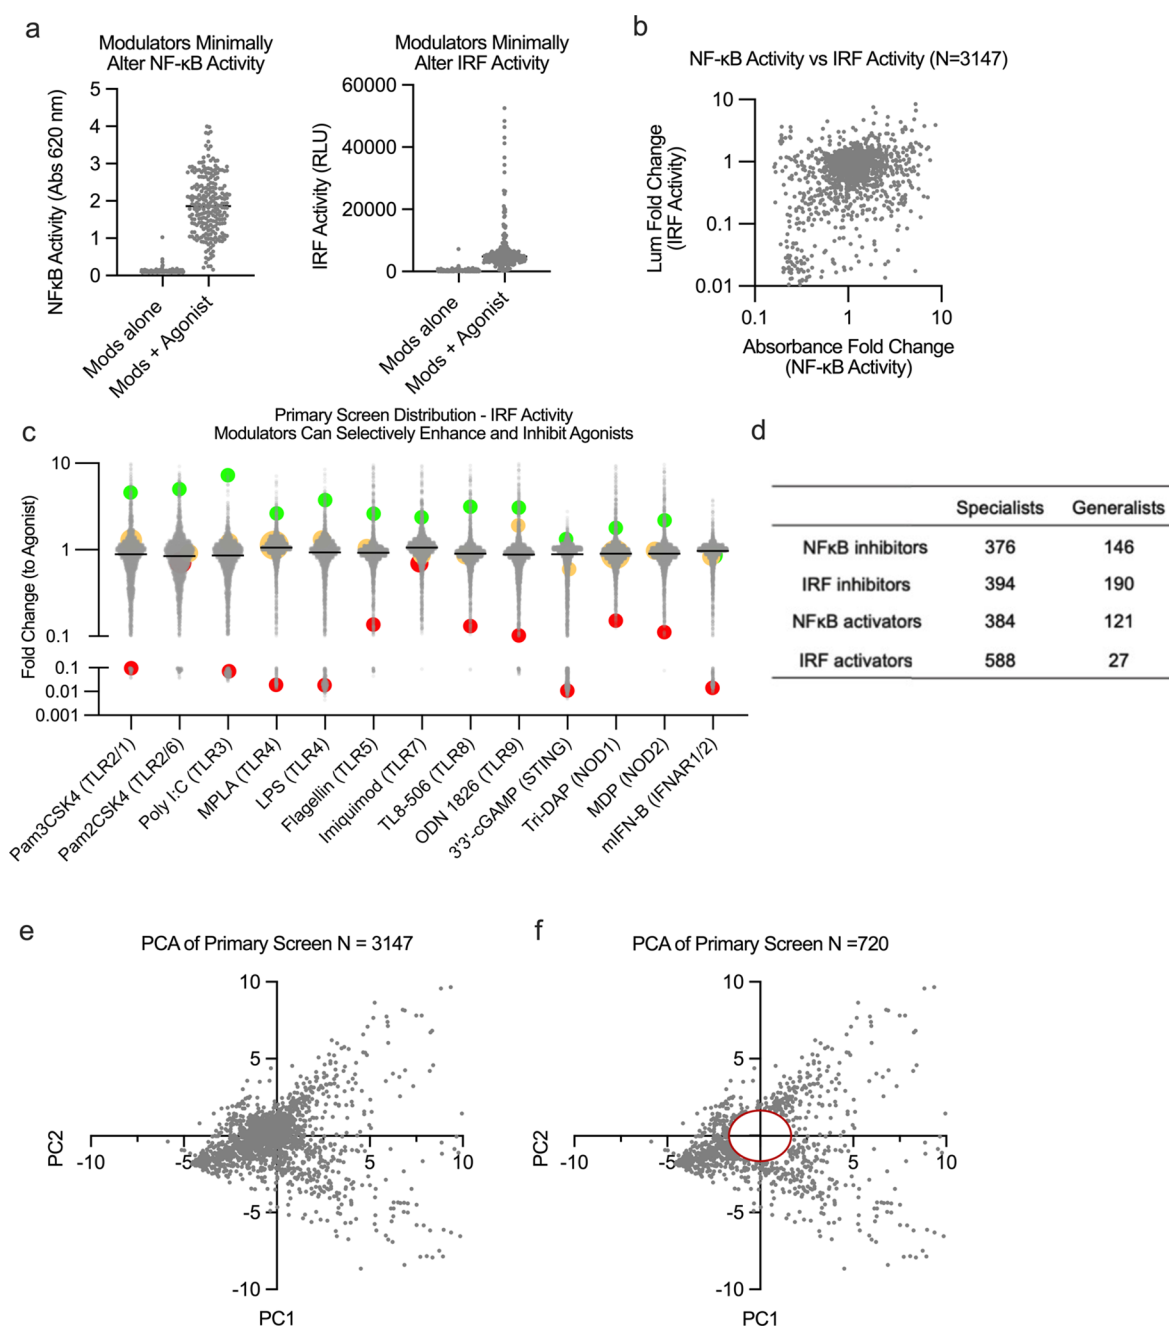 a
Modulators Minimally
Alter NF-κB Activity
NFκB Activity (Abs 620 nm)
5
4
3
2
1
0
Mods alone
Mods + Agonist
Modulators Minimally
Alter IRF Activity
IRF Activity (RLU)
60000
40000
20000
0
Mods alone
Mods + Agonist
b
NF-κB Activity vs IRF Activity (N=3147)
Lum Fold Change
(IRF Activity)
10
1
0.1
0.01
0.1
1
10
Absorbance Fold Change
(NF-κB Activity)
c
Primary Screen Distribution - IRF Activity
Modulators Can Selectively Enhance and Inhibit Agonists
Fold Change (to Agonist)
10
1
0.1
0.1
0.01
0.001
Pam3CSK4 (TLR2/1)
Pam2CSK4 (TLR2/6)
Poly I:C (TLR3)
MPLA (TLR4)
LPS (TLR4)
Flagellin (TLR5)
Imiquimod (TLR7)
TL8-506 (TLR8)
ODN 1826 (TLR9)
3'3'-cGAMP (STING)
Tri-DAP (NOD1)
MDP (NOD2)
mIFN-B (IFNAR1/2)
d
Specialists Generalists
NFκB inhibitors 376 146
IRF inhibitors 394 190
NFκB activators 384 121
IRF activators 588 27
e
PCA of Primary Screen N = 3147
PC2
10
5
-5
-10
-10
-5
5
10
PC1
f
PCA of Primary Screen N =720
PC2
10
5
-5
-10
-10
-5
5
10
PC1